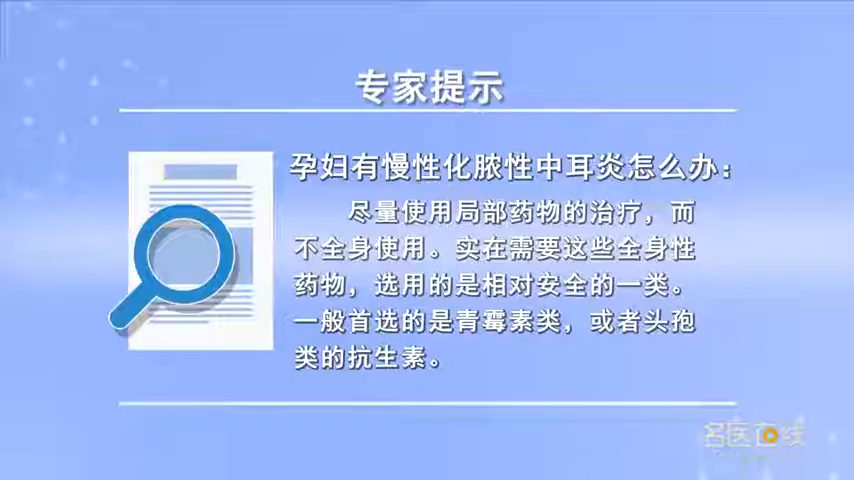 专家提示
孕妇有慢性化脓性中耳炎怎么办：
尽量使用局部药物的治疗，而
不全身使用。实在需要这些全身性
药物，选用的是相对安全的一类。
一般首选的是青霉素类，或者头孢
类的抗生素。
名医在线